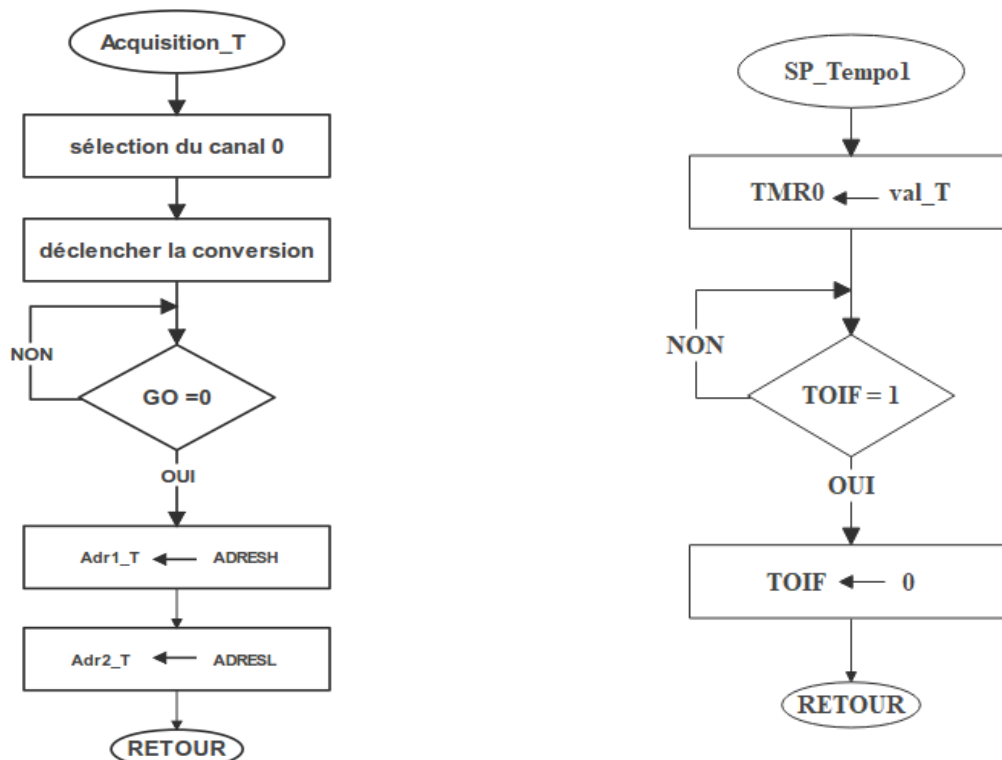 Acquisition_T
sélection du canal 0
déclencher la conversion
NON
GO =0
OUI
Adr1_T ← ADRESH
Adr2_T ← ADRESL
RETOUR
SP_Tempo1
TMR0 ← val_T
NON
TOIF = 1
OUI
TOIF ← 0
RETOUR